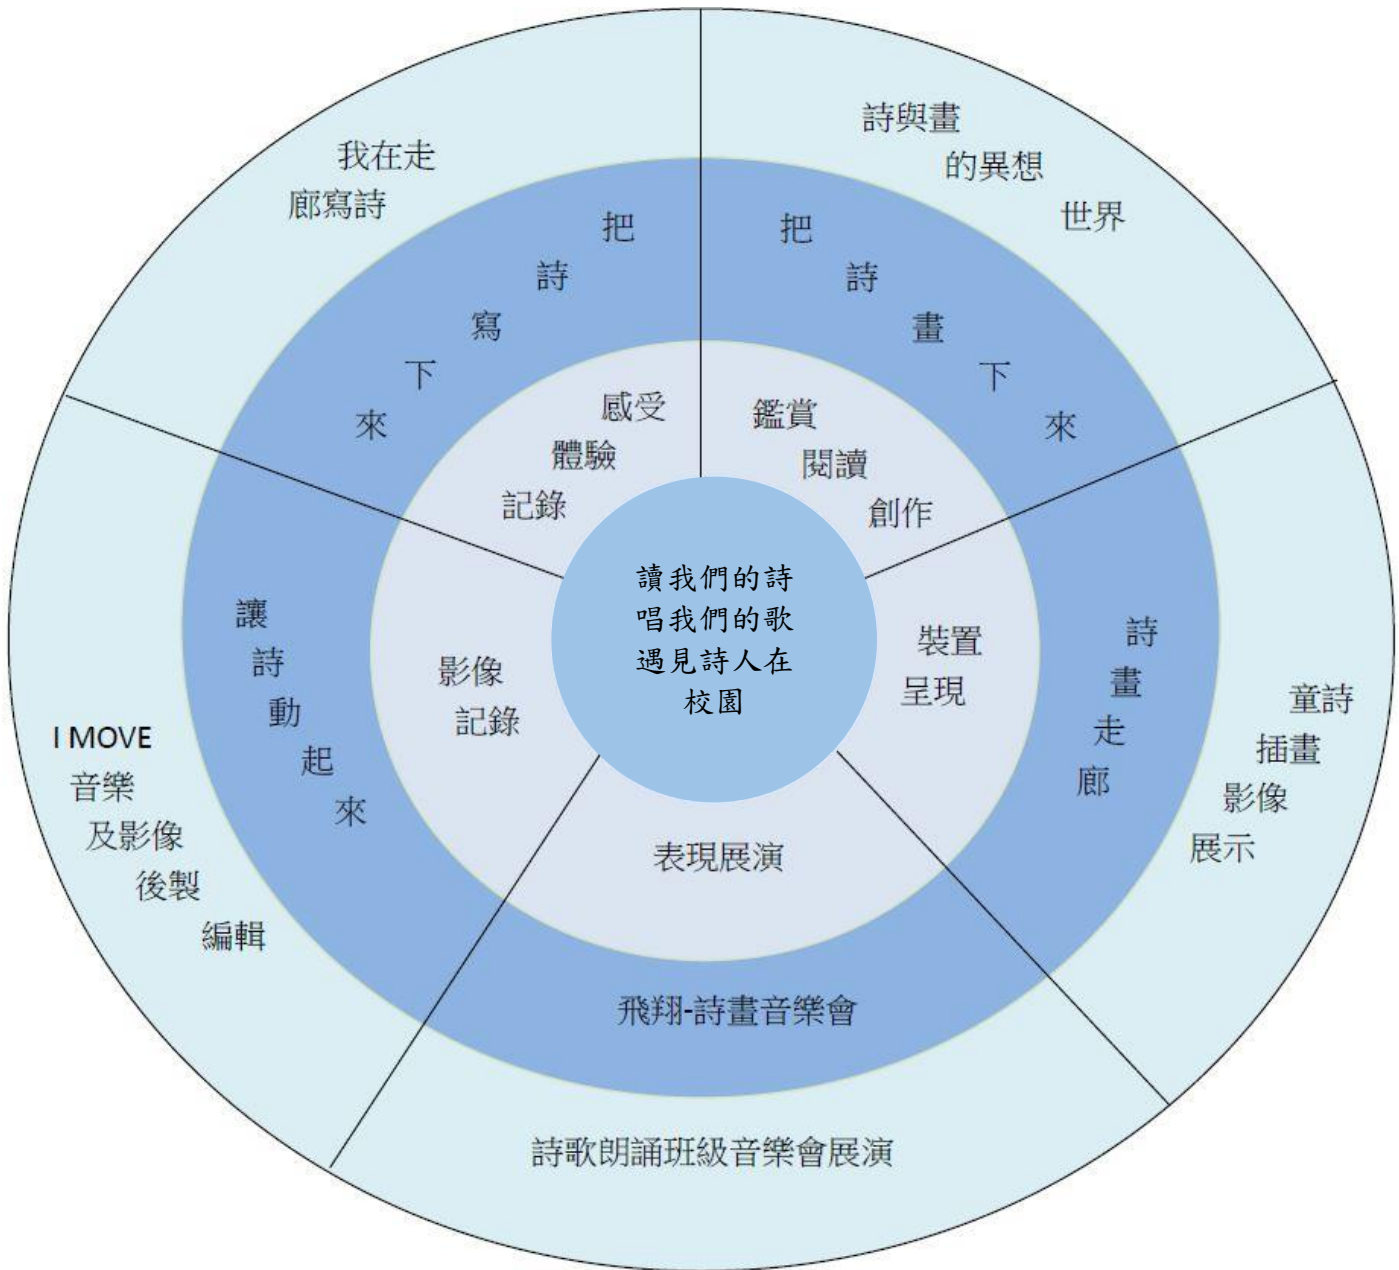 我在走
廊寫詩
詩與畫
的異想
世界
把詩寫下來
把詩畫下來
感受
體驗
記錄
鑑賞
閱讀
創作
讀我們的詩
唱我們的歌
遇見詩人在
校園
讓詩動起來
影像
記錄
裝置
呈現
詩畫走廊
I MOVE
音樂
及影像
後製
編輯
童詩
插畫
影像
展示
表現展演
飛翔-詩畫音樂會
詩歌朗誦班級音樂會展演